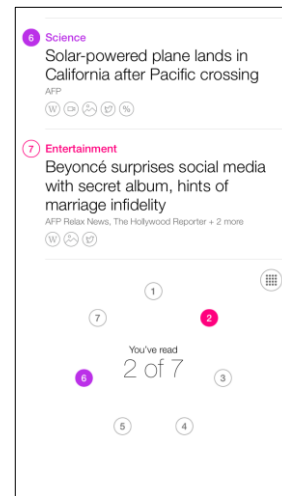 6 Science
Solar-powered plane lands in
California after Pacific crossing
AFP
W %
7 Entertainment
Beyoncé surprises social media
with secret album, hints of
marriage infidelity
AFP Relax News, The Hollywood Reporter + 2 more
W
1
7 2
You've read
2 of 7
6 3
5 4